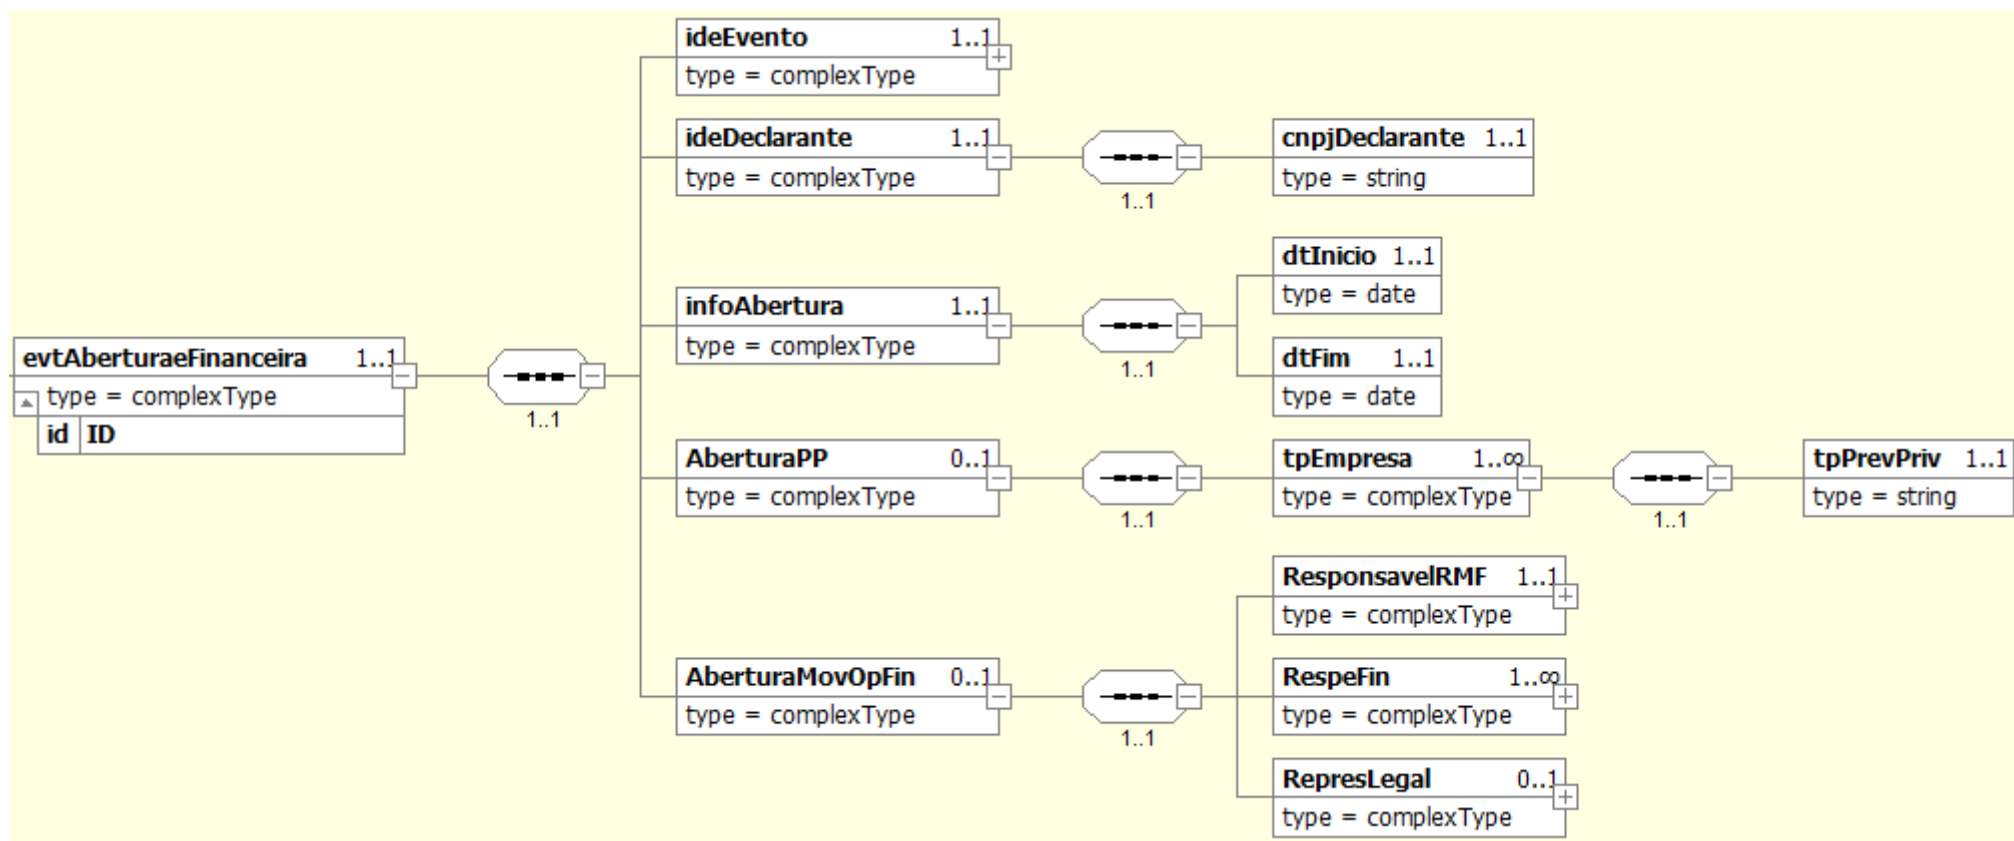 ideEvento 1..1
type = complexType
ideDeclarante 1..1
type = complexType
1..1
cnpjDeclarante 1..1
type = string
infoAbertura 1..1
type = complexType
1..1
dtInicio 1..1
type = date
dtFim 1..1
type = date
evtAberturaeFinanceira 1..1
type = complexType
id ID
1..1
AberturaPP 0..1
type = complexType
1..1
tpEmpresa 1..∞
type = complexType
1..1
tpPrevPriv 1..1
type = string
AberturaMovOpFin 0..1
type = complexType
1..1
ResponsavelRMF 1..1
type = complexType
RespeFin 1..∞
type = complexType
RepresLegal 0..1
type = complexType